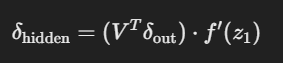 δ_hidden = (V^T δ_out) · f′(z_1)